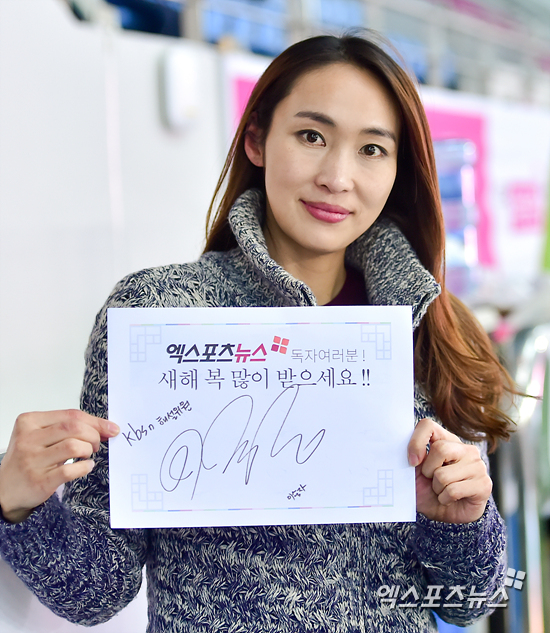 엑스포츠뉴스 독자여러분!
새해 복 많이 받으세요!!
Kbsn 해설위원
엑스포츠뉴스